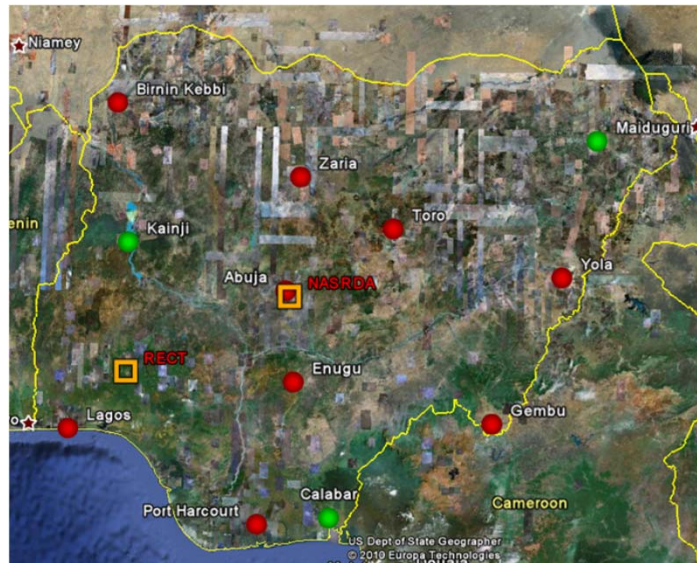 Niamey
Birnin Kebbi
Maiduguri
Zaria
Toro
enin
Kainji
Abuja
NASRDA
Yola
RECT
Enugu
o
Lagos
Gembu
Calabar
Port Harcourt
Cameroon
US Dept of State Geographer
© 2010 Europa Technologies